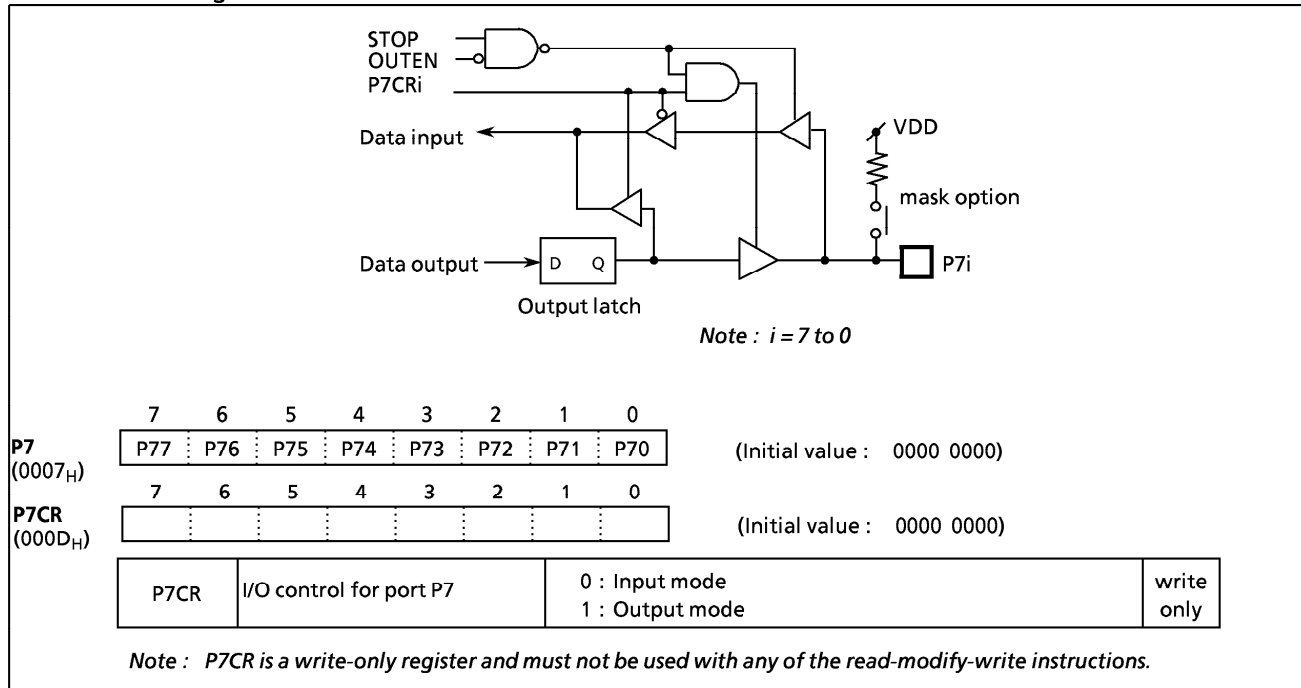 STOP
OUTEN
P7CRi
Data input
VDD
mask option
Data output
D Q
P7i
Output latch
Note : i = 7 to 0
7 6 5 4 3 2 1 0
P7 P77 P76 P75 P74 P73 P72 P71 P70 (Initial value : 0000 0000)
(0007H)
7 6 5 4 3 2 1 0
P7CR (Initial value : 0000 0000)
(000DH)
P7CR I/O control for port P7 0 : Input mode write
1 : Output mode only
Note : P7CR is a write-only register and must not be used with any of the read-modify-write instructions.